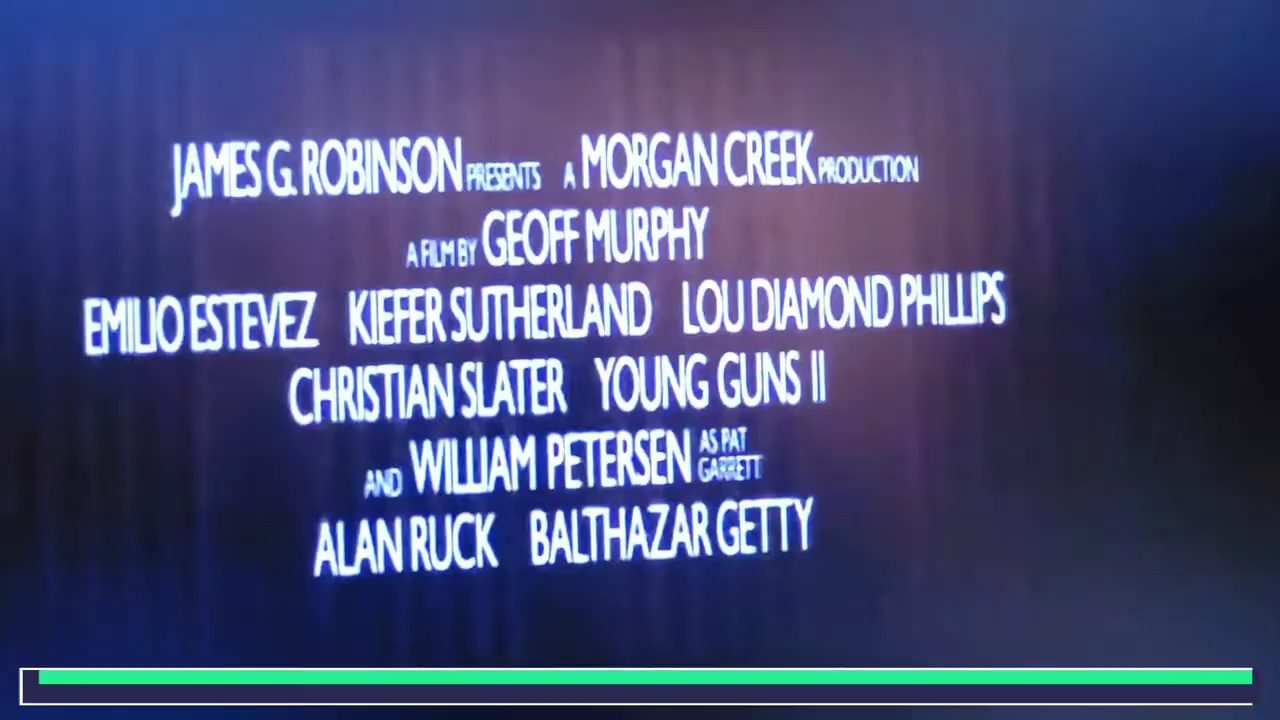 JAMES G. ROBINSON PRESENTS A MORGAN CREEK PRODUCTION
A FILM BY GEOFF MURPHY
EMILIO ESTEVEZ KIEFER SUTHERLAND LOU DIAMOND PHILLIPS
CHRISTIAN SLATER YOUNG GUNS II
AND WILLIAM PETERSEN AS PAT GARRETT
ALAN RUCK BALTHAZAR GETTY